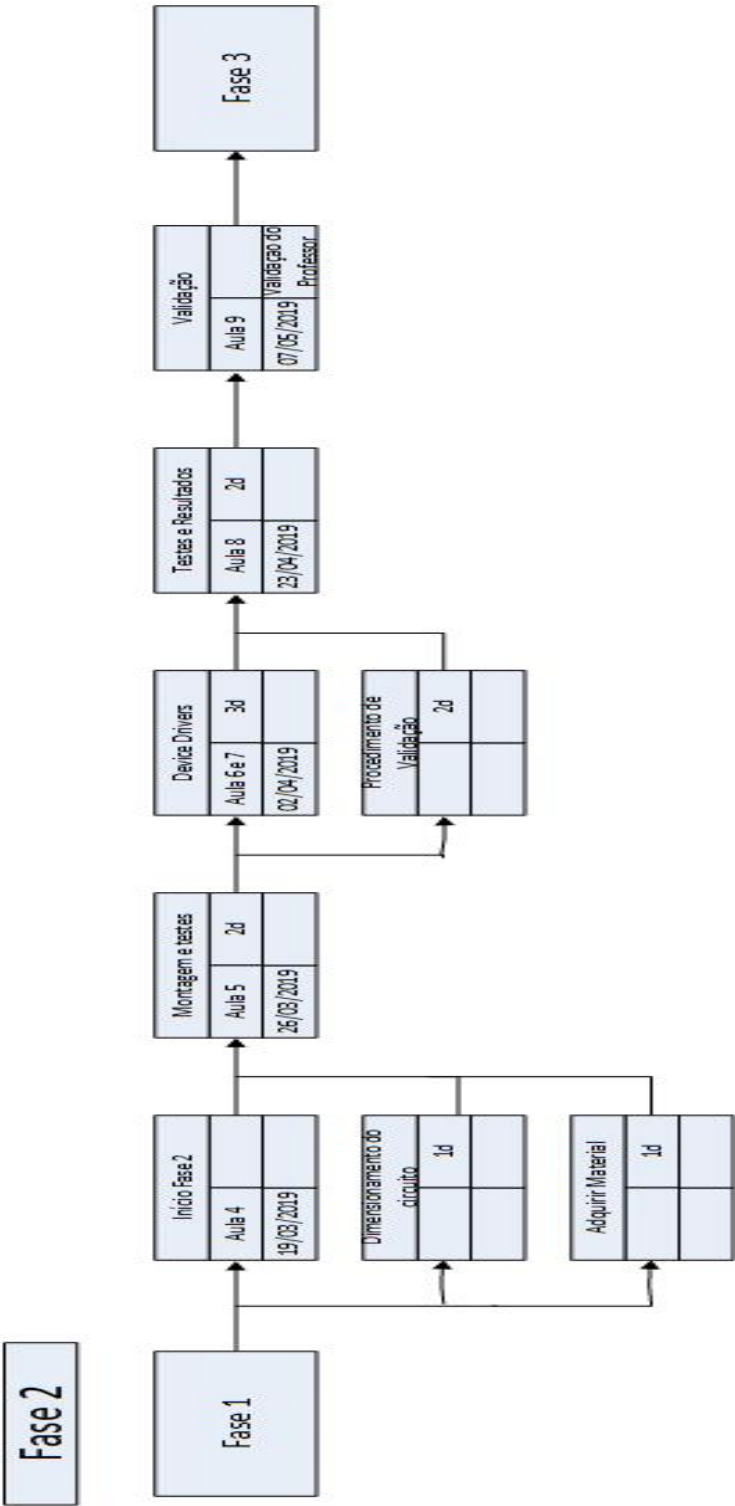 Fase 2
Fase 1
Início Fase 2
Aula 4
19/03/2019
Dimensionamento do
circuito
1d
Adquirir Material
1d
Montagem e testes
Aula 5 2d
26/03/2019
Device Drivers
Aula 6 e 7 3d
02/04/2019
Procedimento de
Validação
2d
Testes e Resultados
Aula 8 2d
23/04/2019
Validação
Aula 9
07/05/2019
Validação do
Professor
Fase 3